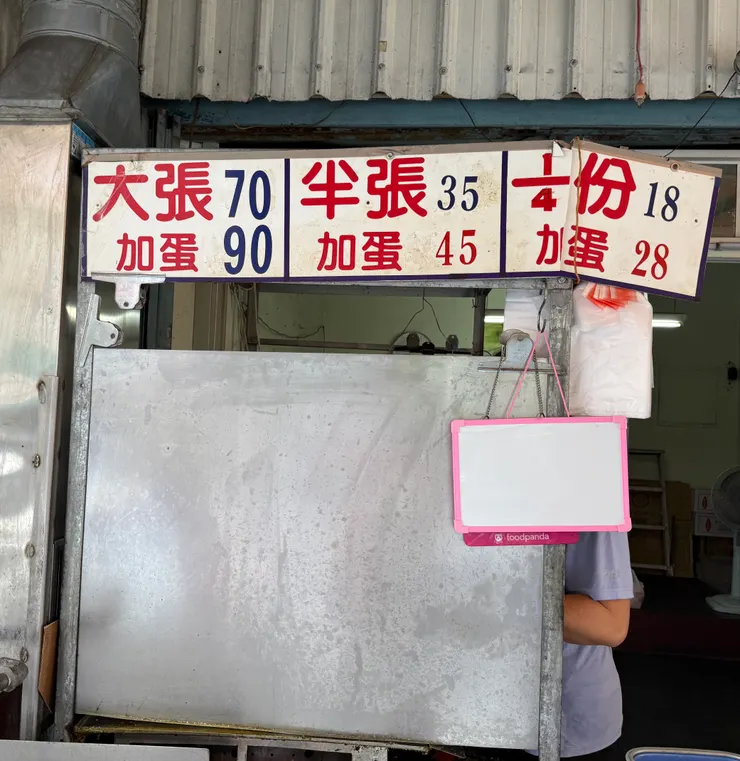 大張 70
加蛋 90
半張 35
加蛋 45
1/4份 18
加蛋 28
foodpanda